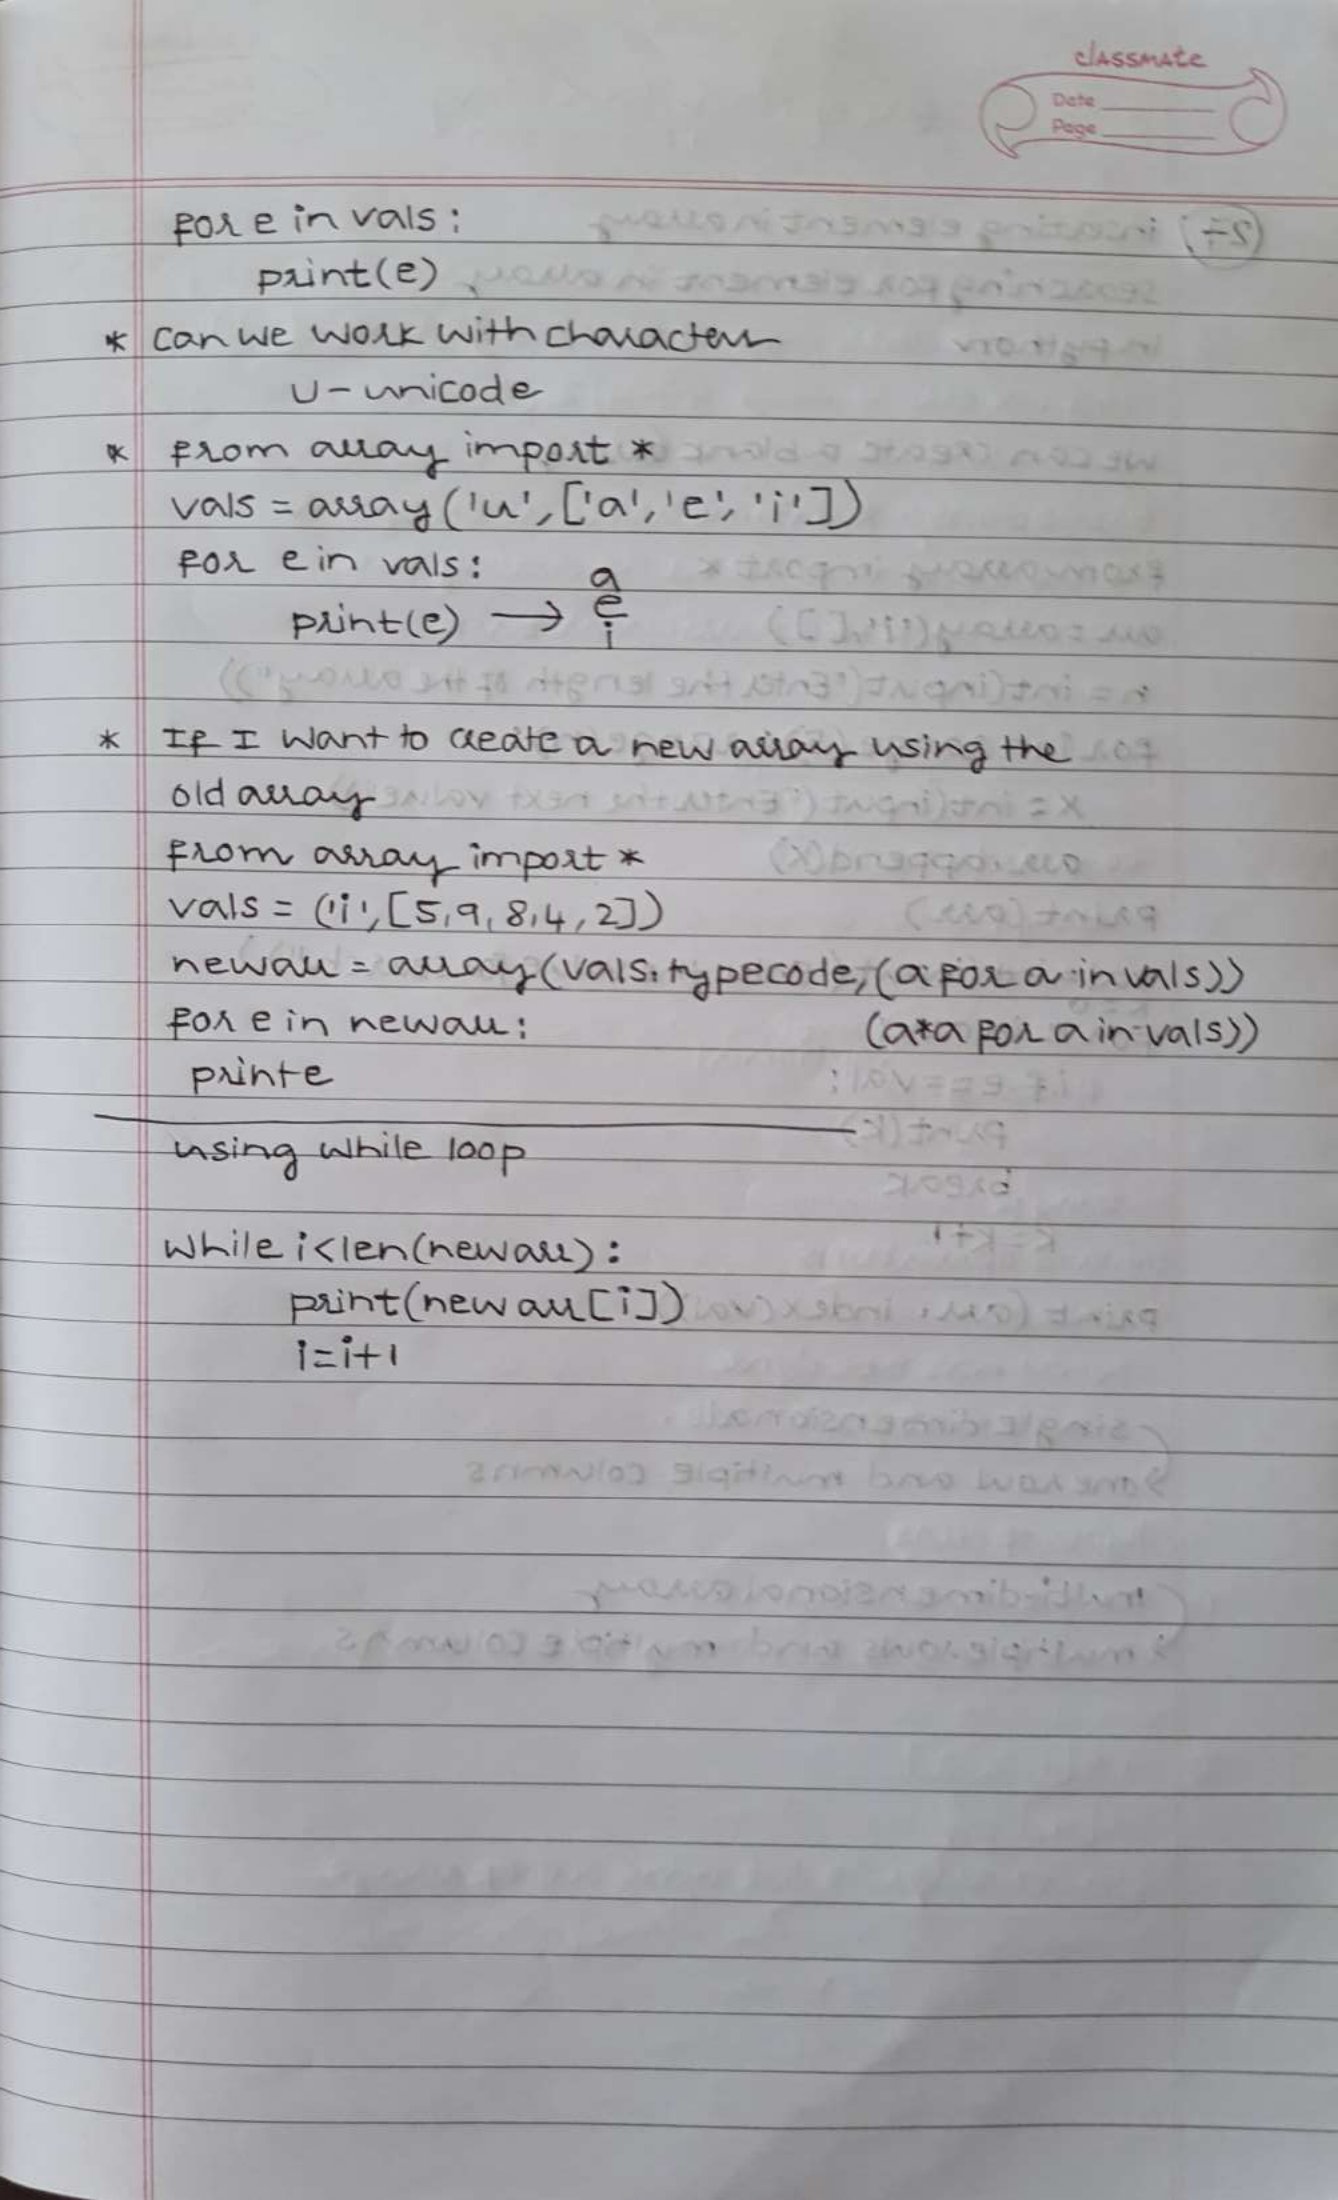 classmate
Date
Page
for e in vals:
print(e)
* can we work with characters
u - unicode
* from array import *
vals = array('u', ['a', 'e', 'i'])
for e in vals:
print(e) → a
e
i
* If I want to create a new array using the
old array
from array import *
vals = ('i', [5, 9, 8, 4, 2])
newarr = array(vals.typecode, (a for a in vals))
for e in newarr: (a*a for a in vals))
print e
using while loop
while i<len(newarr):
print(newarr[i])
i=i+1